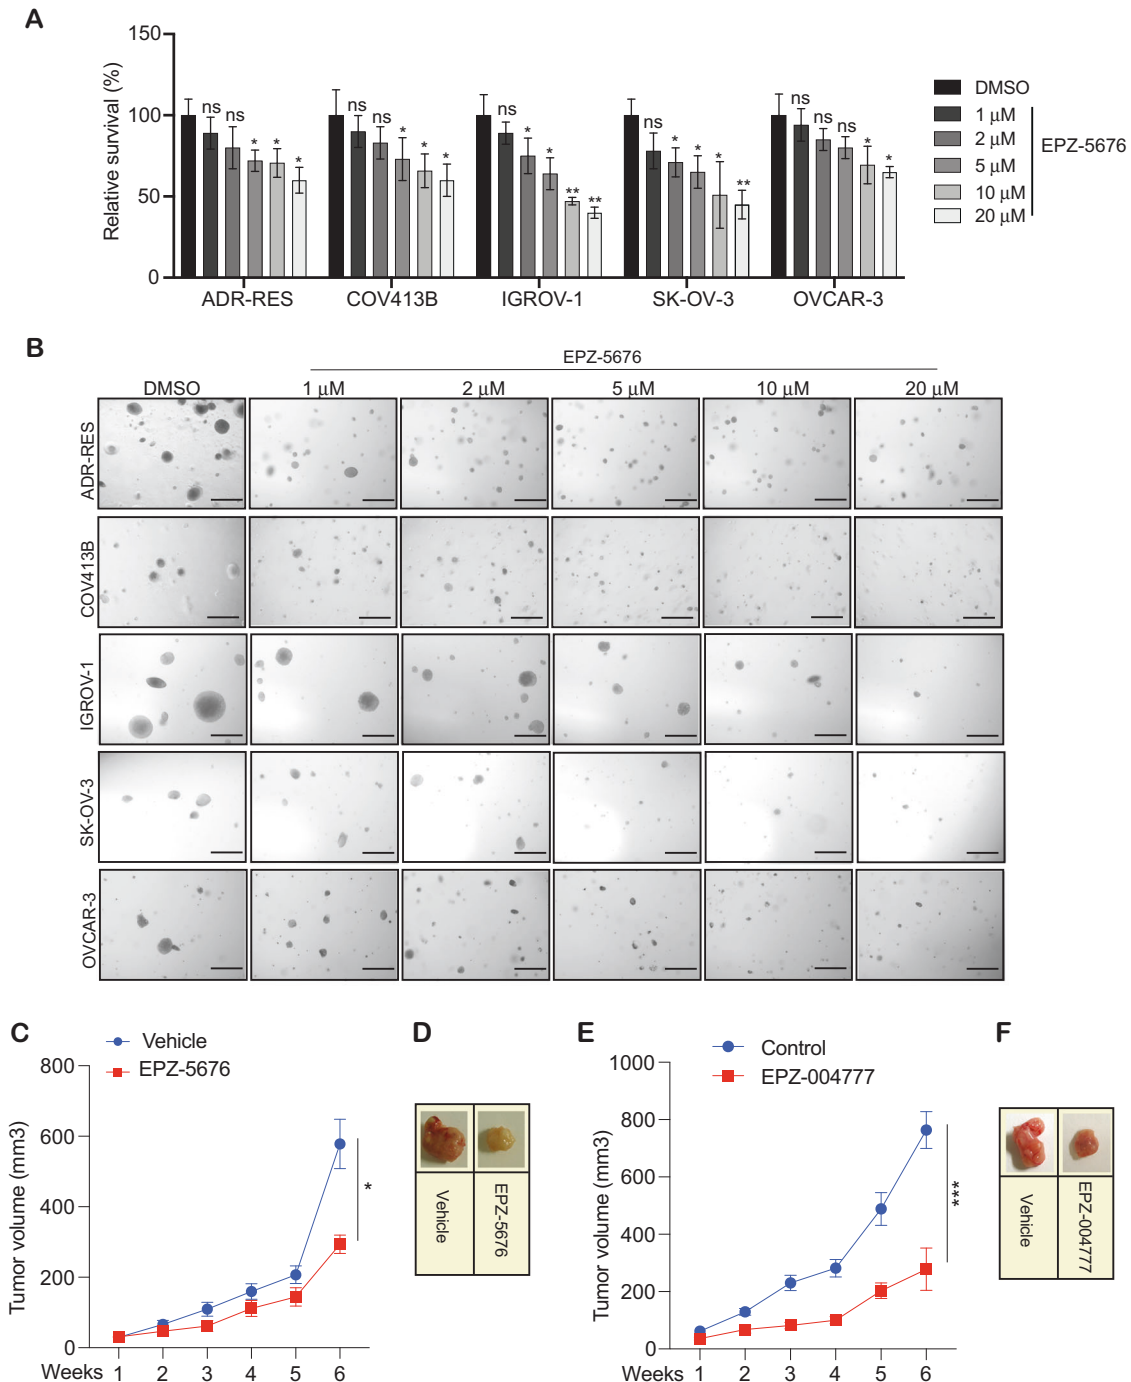 A
Relative survival (%)
150
100
50
0
ns ns * * *
ns ns * * *
ns * * ** **
ns * * * **
ns ns ns * *
ADR-RES COV413B IGROV-1 SK-OV-3 OVCAR-3
DMSO
1 μM
2 μM
5 μM
10 μM
20 μM
EPZ-5676
B
EPZ-5676
DMSO 1 μM 2 μM 5 μM 10 μM 20 μM
ADR-RES
COV413B
IGROV-1
SK-OV-3
OVCAR-3
C
Vehicle
EPZ-5676
Tumor volume (mm3)
800
600
400
200
0
*
Weeks 1 2 3 4 5 6
D
Vehicle
EPZ-5676
E
Control
EPZ-004777
Tumor volume (mm3)
1000
800
600
400
200
0
***
Weeks 1 2 3 4 5 6
F
Vehicle
EPZ-004777